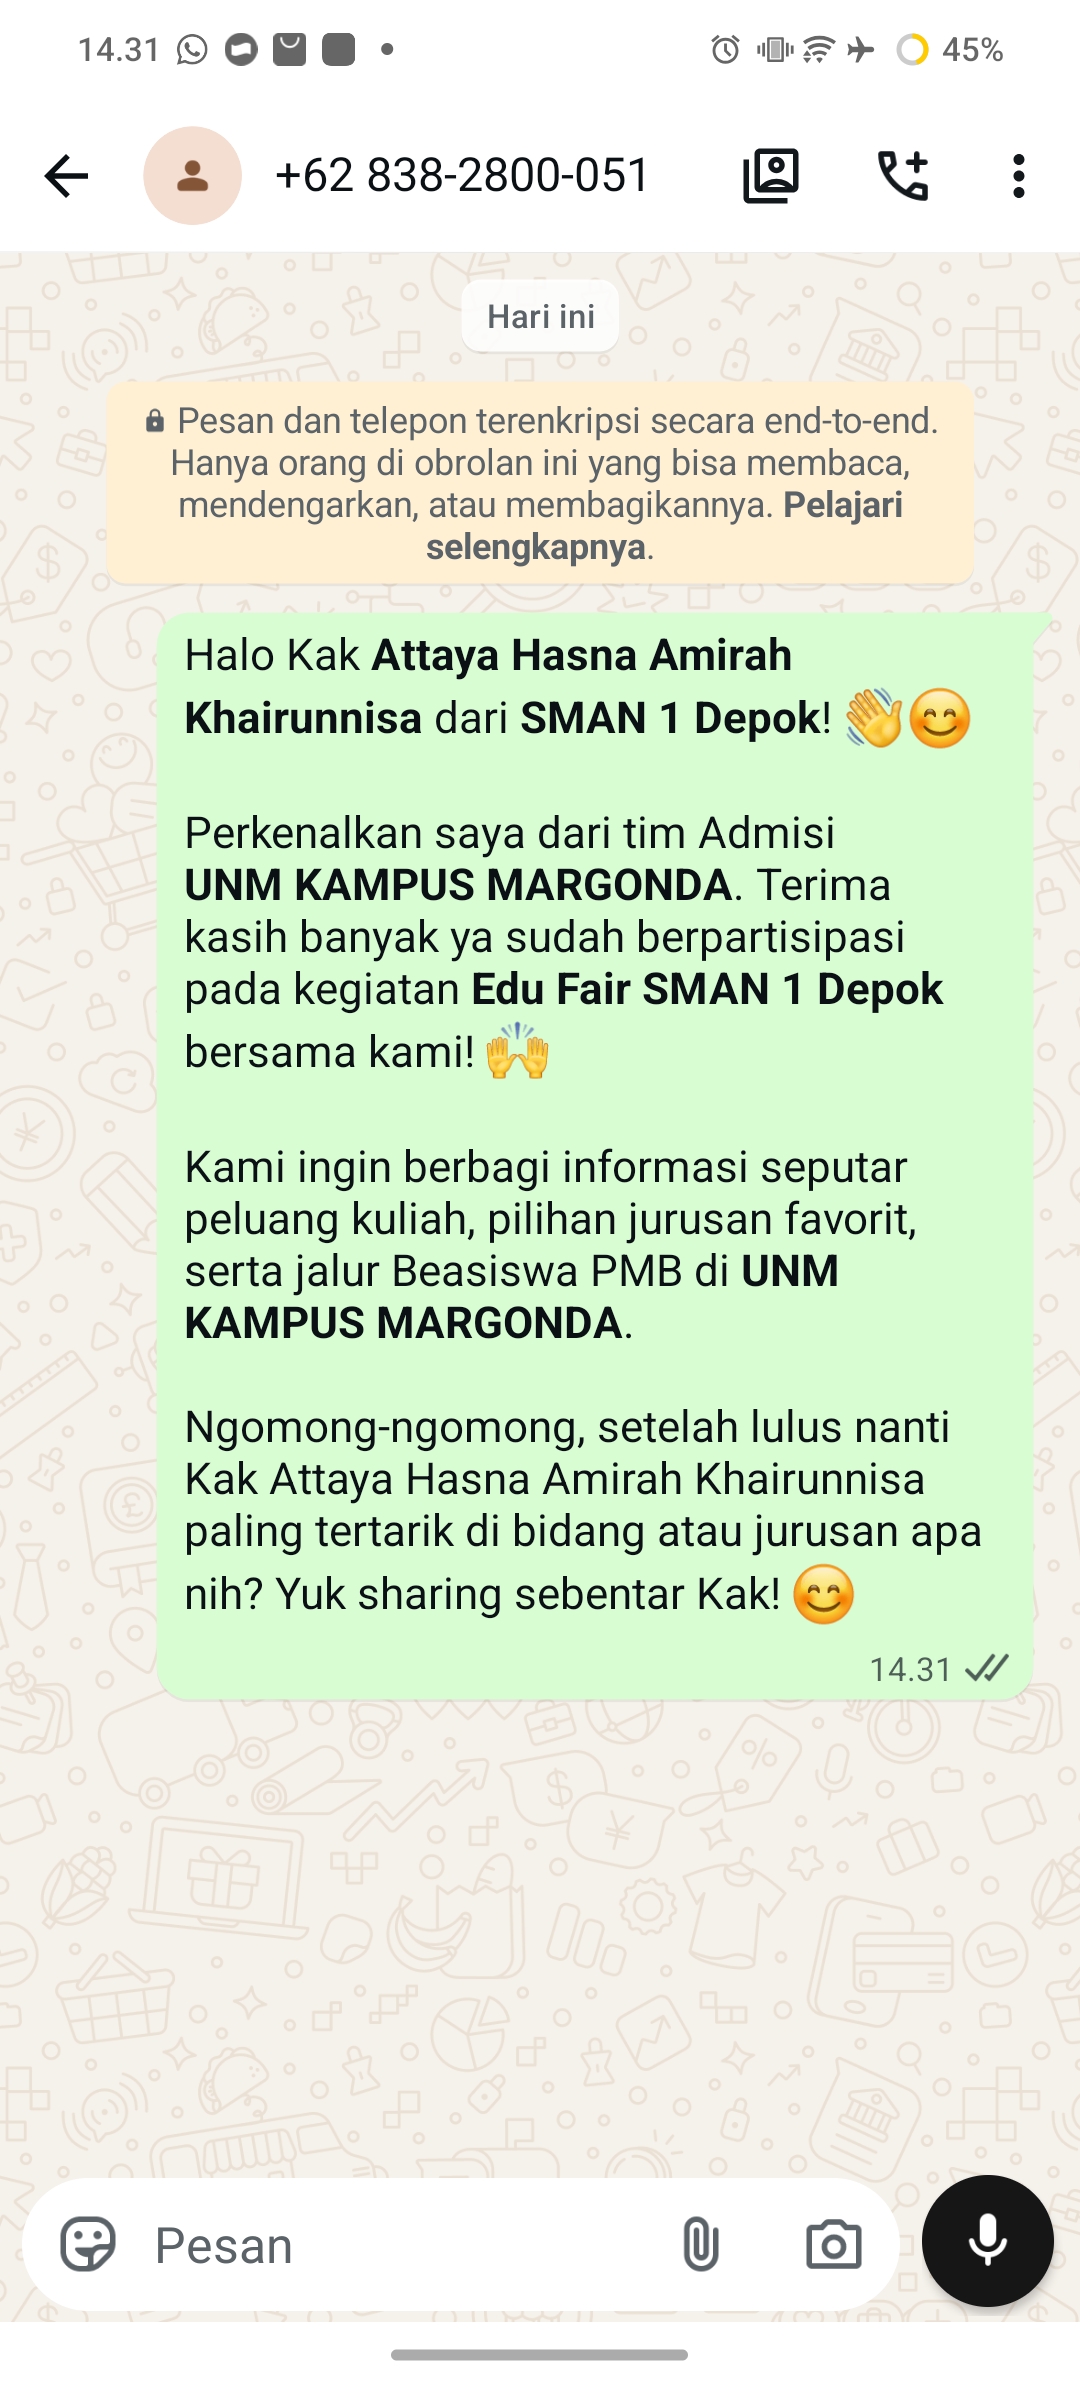 14.31
45%
+62 838-2800-051
Hari ini
Pesan dan telepon terenkripsi secara end-to-end.
Hanya orang di obrolan ini yang bisa membaca,
mendengarkan, atau membagikannya. Pelajari
selengkapnya.
Halo Kak Attaya Hasna Amirah
Khairunnisa dari SMAN 1 Depok! 👋😊
Perkenalkan saya dari tim Admisi
UNM KAMPUS MARGONDA. Terima
kasih banyak ya sudah berpartisipasi
pada kegiatan Edu Fair SMAN 1 Depok
bersama kami! 🙌
Kami ingin berbagi informasi seputar
peluang kuliah, pilihan jurusan favorit,
serta jalur Beasiswa PMB di UNM
KAMPUS MARGONDA.
Ngomong-ngomong, setelah lulus nanti
Kak Attaya Hasna Amirah Khairunnisa
paling tertarik di bidang atau jurusan apa
nih? Yuk sharing sebentar Kak! 😊
14.31
Pesan